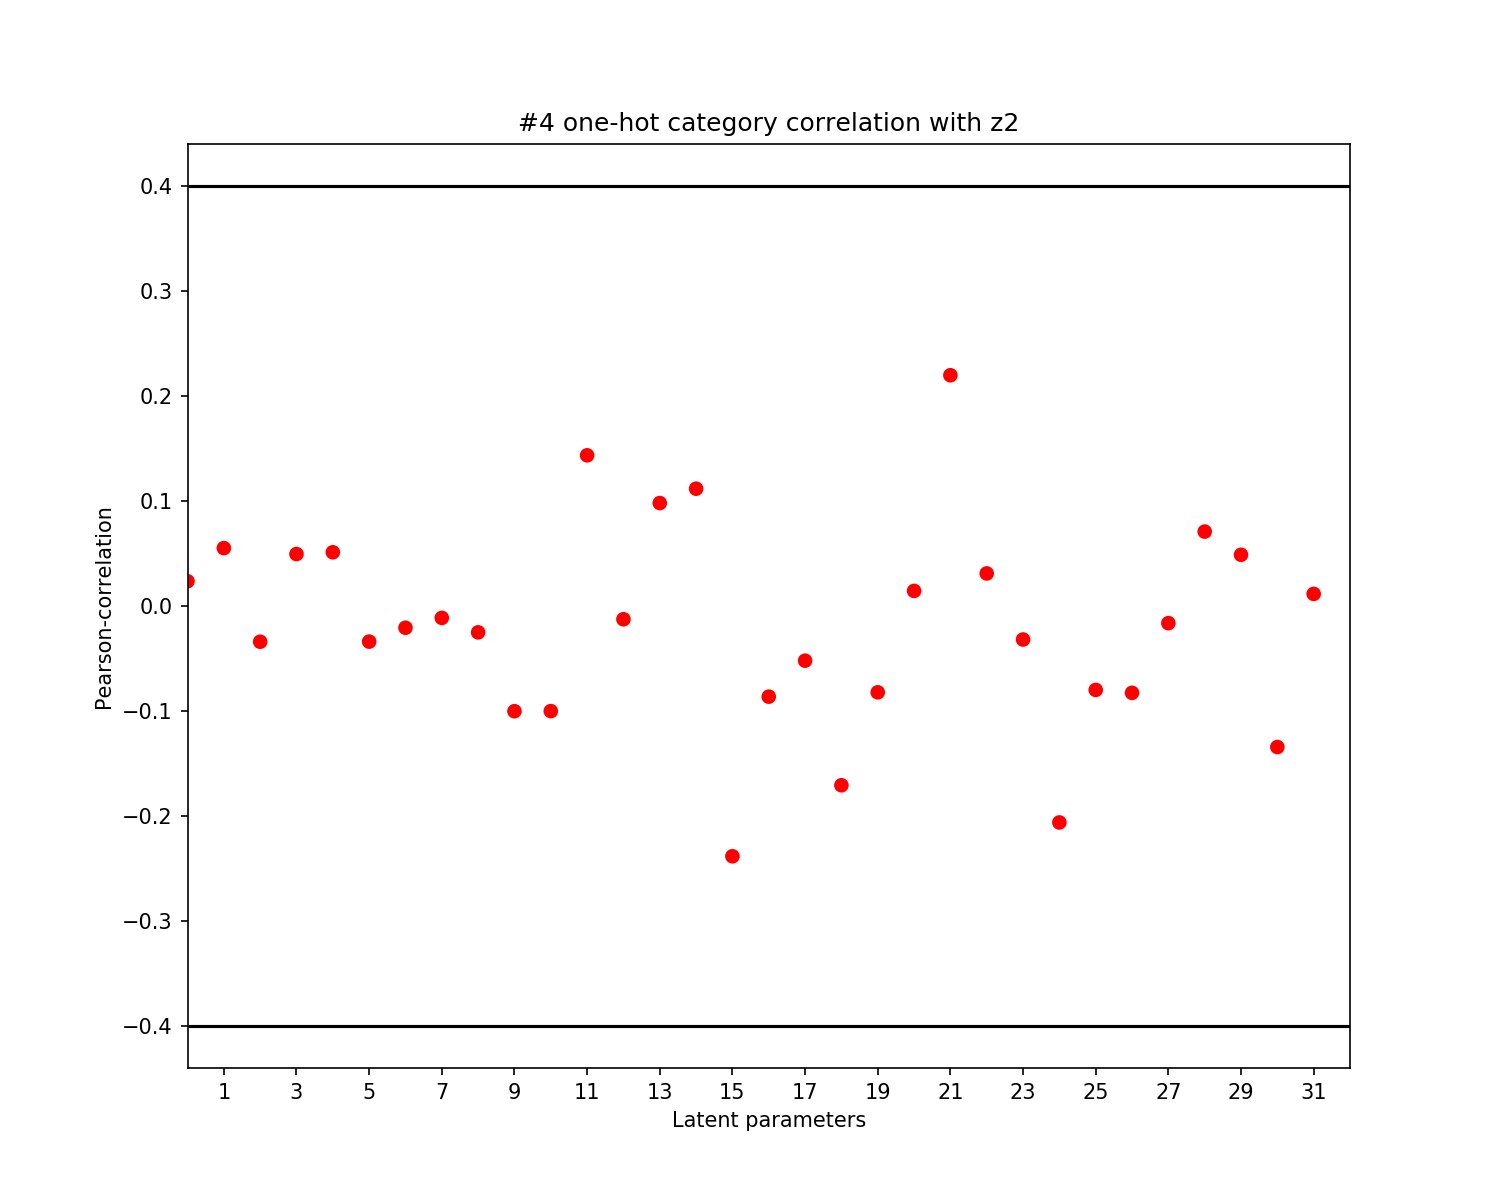 #4 one-hot category correlation with z2
0.4
0.3
0.2
0.1
0.0
−0.1
−0.2
−0.3
−0.4
Pearson-correlation
1 3 5 7 9 11 13 15 17 19 21 23 25 27 29 31
Latent parameters